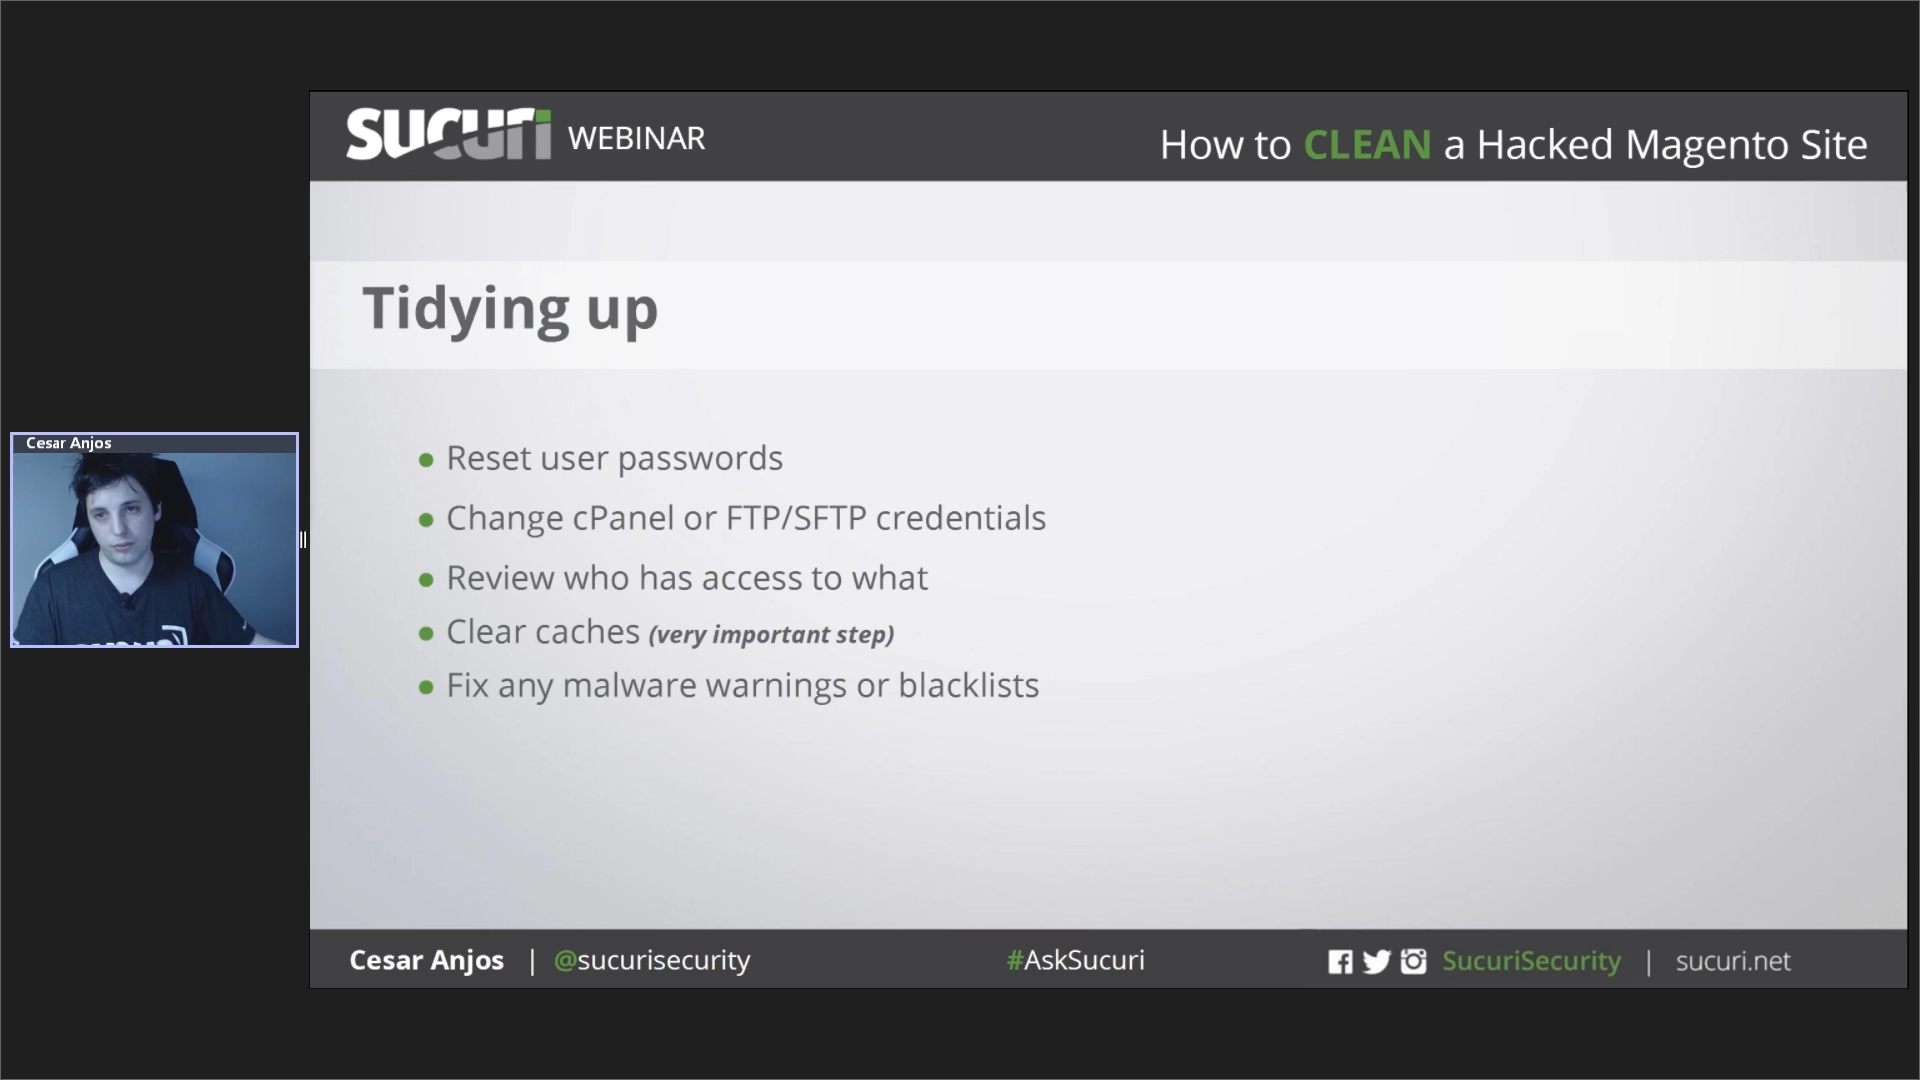 sucuri WEBINAR
How to CLEAN a Hacked Magento Site
Tidying up
Cesar Anjos
Reset user passwords
Change cPanel or FTP/SFTP credentials
Review who has access to what
Clear caches (very important step)
Fix any malware warnings or blacklists
Cesar Anjos | @sucurisecurity
#AskSucuri
SucuriSecurity | sucuri.net